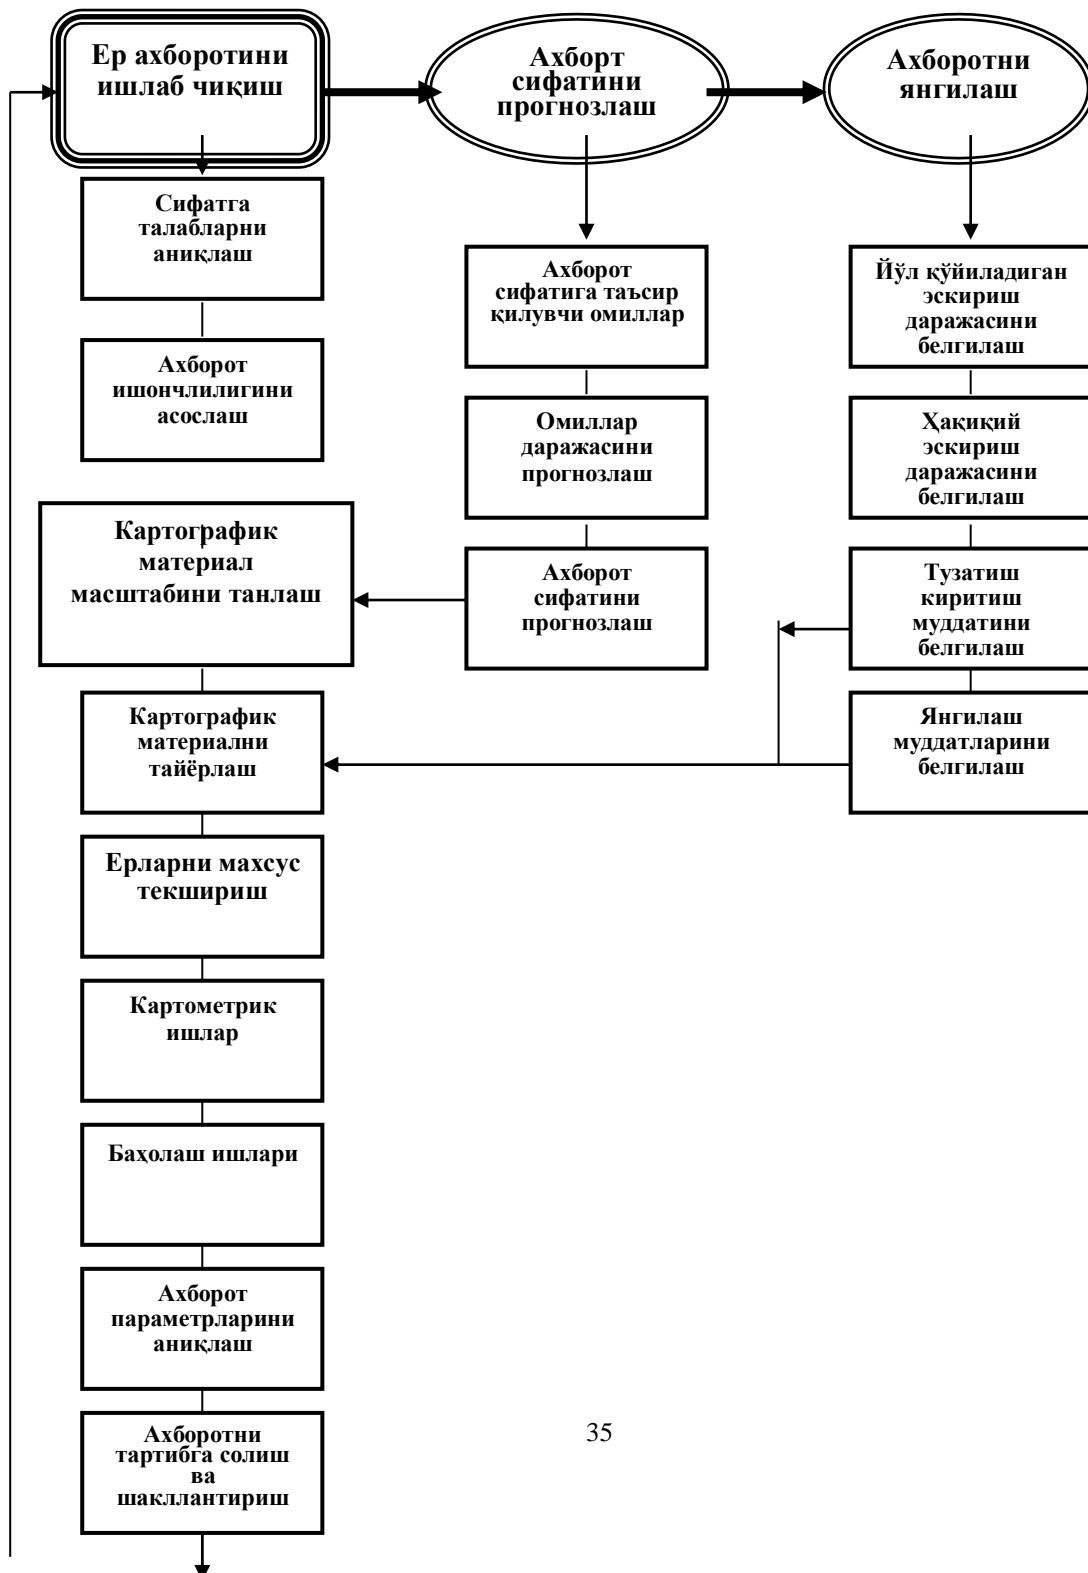 Ер ахборотини
ишлаб чиқиш
Ахборт
сифатини
прогнозлаш
Ахборотни
янгилаш
Сифатга
талабларни
аниқлаш
Ахборот
ишончлилигини
асослаш
Картографик
материал
масштабини танлаш
Картографик
материални
тайёрлаш
Ерларни махсус
текшириш
Картометрик
ишлар
Баҳолаш ишлари
Ахборот
параметрларини
аниқлаш
Ахборотни
тартибга солиш
ва
шакллантириш
Ахборот
сифатига таъсир
қилувчи омиллар
Омиллар
даражасини
прогнозлаш
Ахборот
сифатини
прогнозлаш
Йўл қўйиладиган
эскириш
даражасини
белгилаш
Ҳақиқий
эскириш
даражасини
белгилаш
Тузатиш
киритиш
муддатини
белгилаш
Янгилаш
муддатларини
белгилаш
35